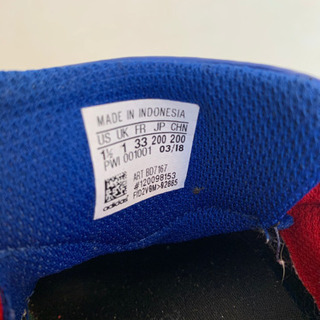 MADE IN INDONESIA
US UK FR JP CHN
1½ 1 33 200 200
PWI 001001 03/18
ART BD7167
#120098153
F1D2VBM>92885
adidas